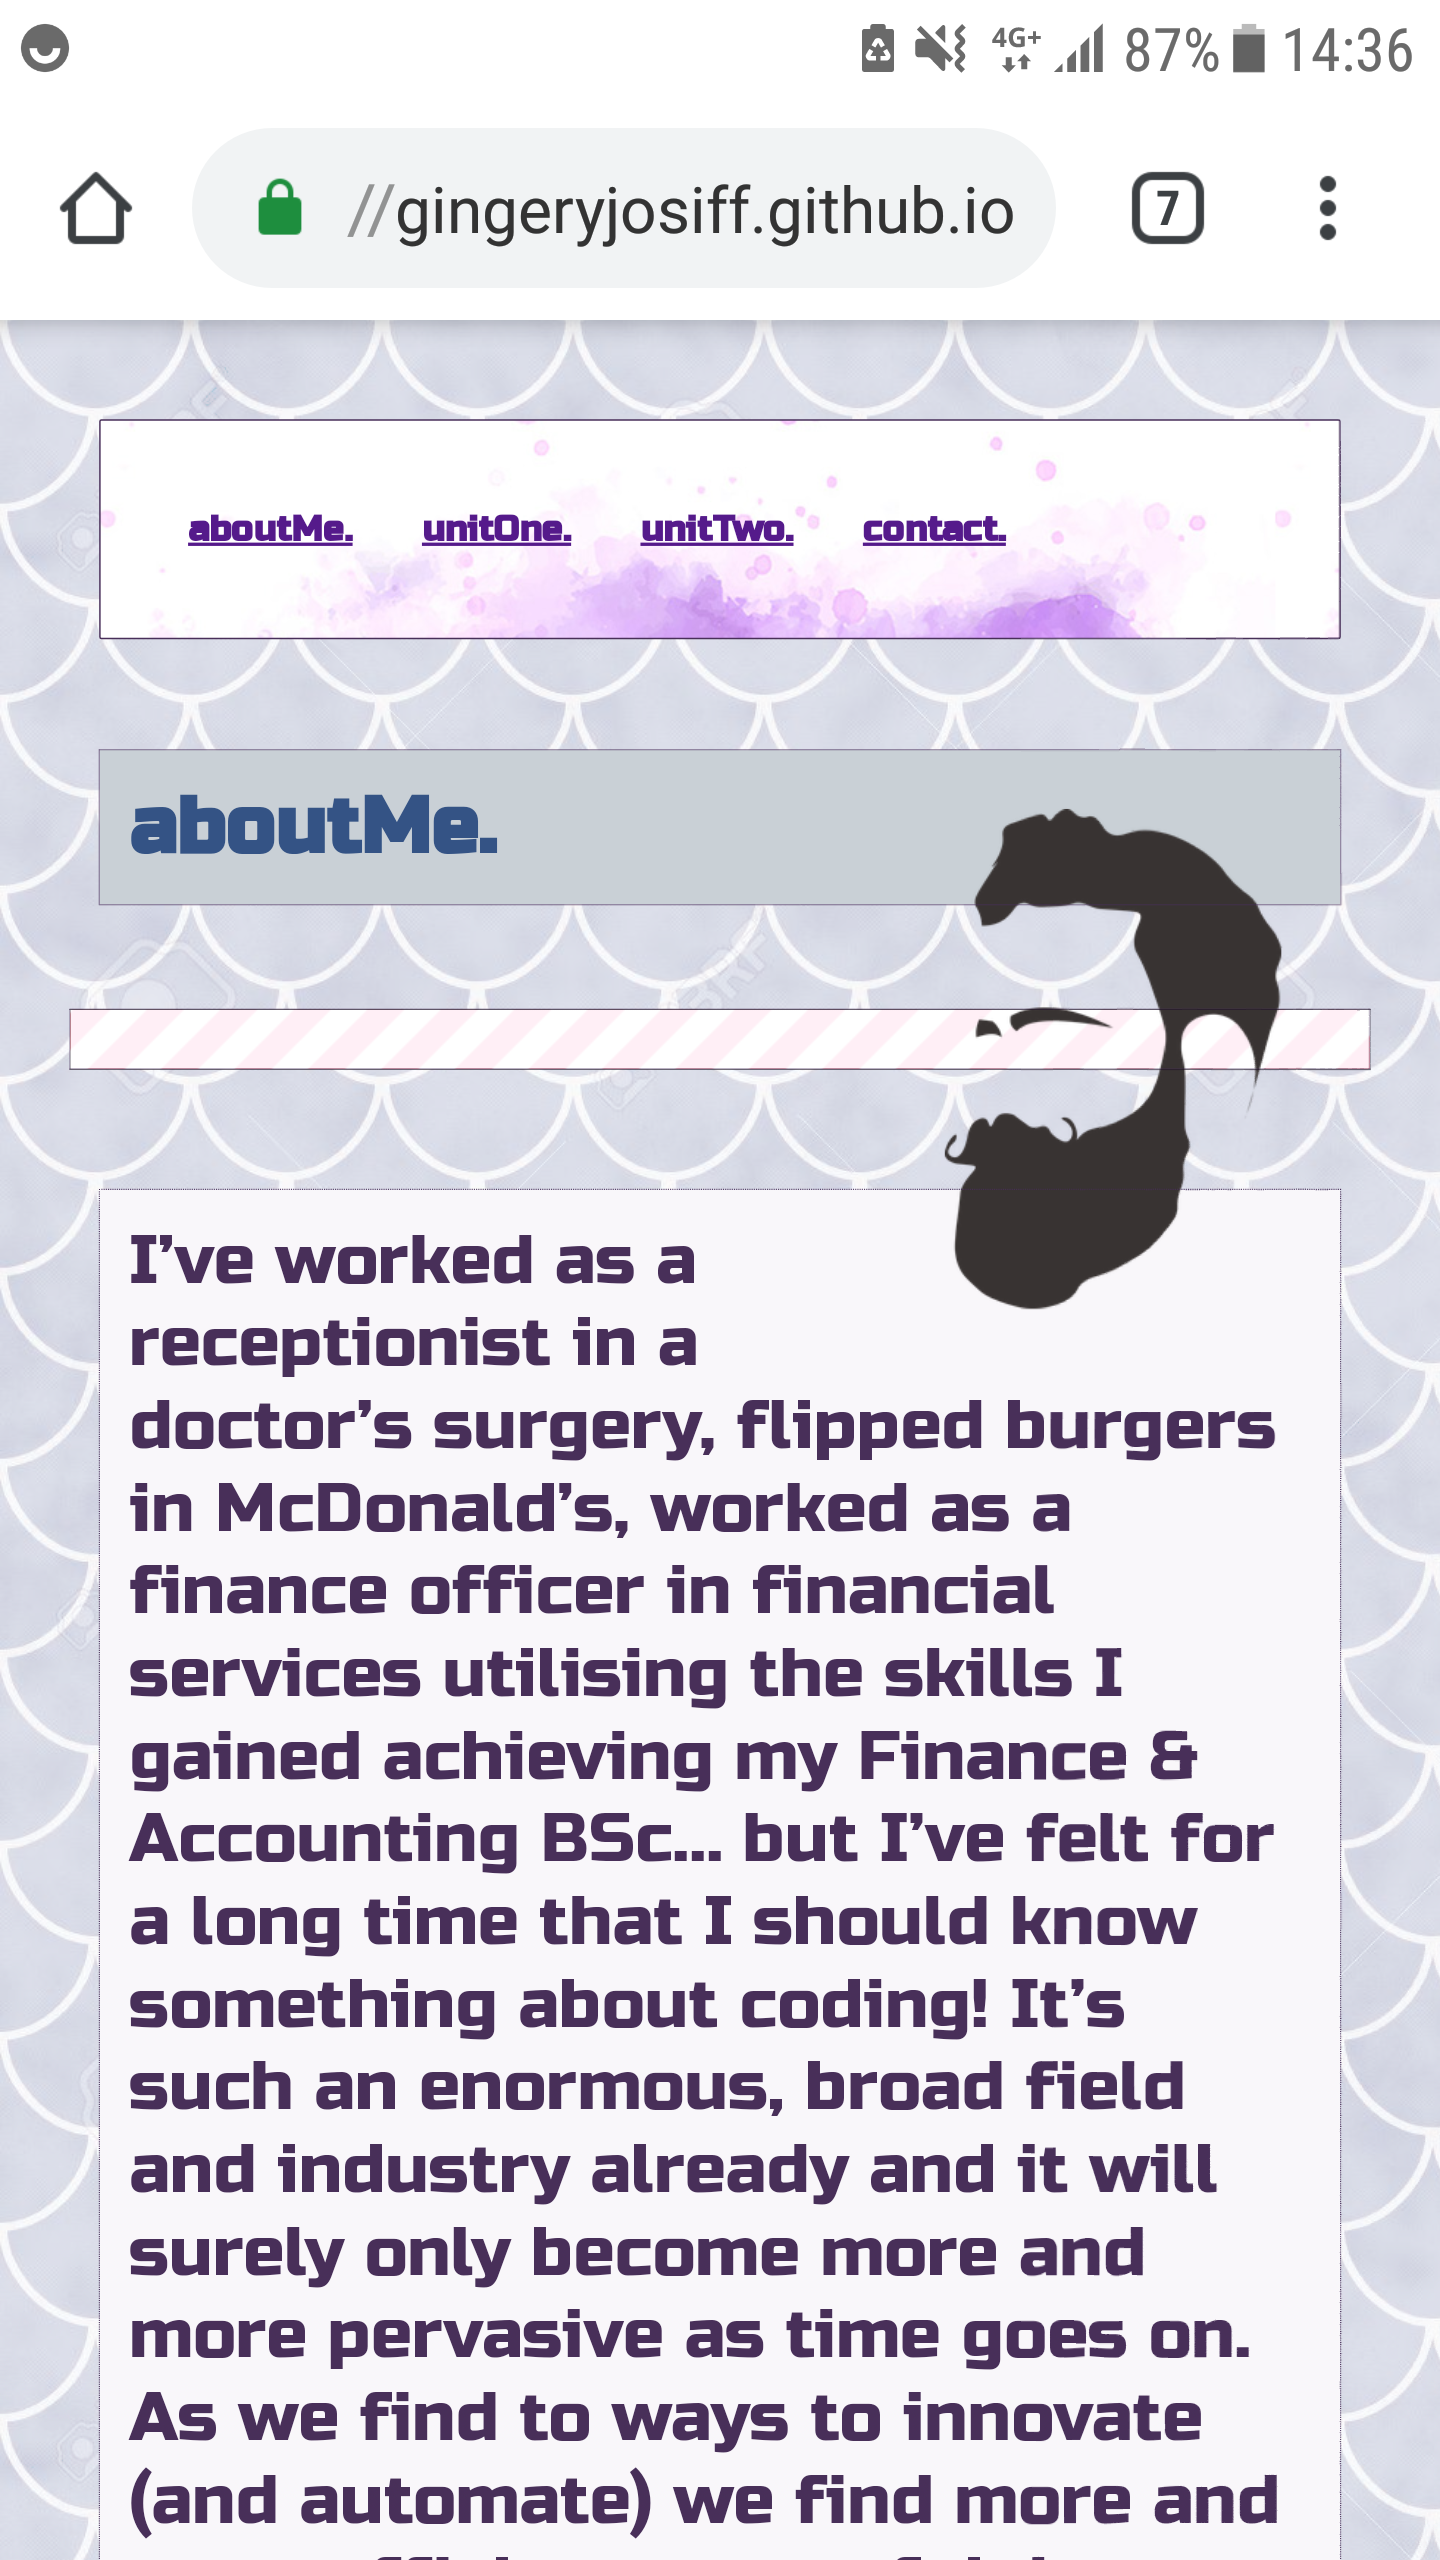 4G+ 87% 14:36
//gingeryjosiff.github.io 7
aboutMe. unitOne. unitTwo. contact.
aboutMe.
I’ve worked as a
receptionist in a
doctor’s surgery, flipped burgers
in McDonald’s, worked as a
finance officer in financial
services utilising the skills I
gained achieving my Finance &
Accounting BSc... but I’ve felt for
a long time that I should know
something about coding! It’s
such an enormous, broad field
and industry already and it will
surely only become more and
more pervasive as time goes on.
As we find to ways to innovate
(and automate) we find more and